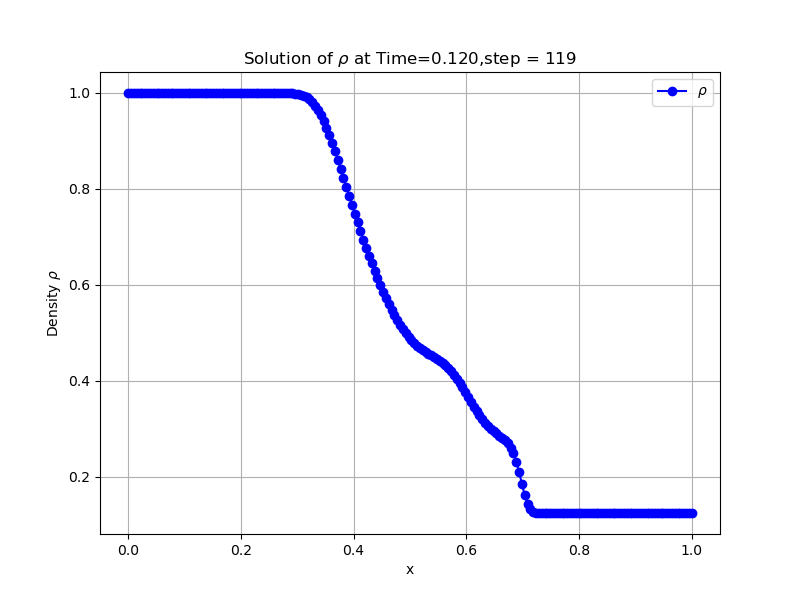 Solution of ρ at Time=0.120,step = 119
ρ
1.0
0.8
0.6
0.4
0.2
Density ρ
0.0 0.2 0.4 0.6 0.8 1.0
x